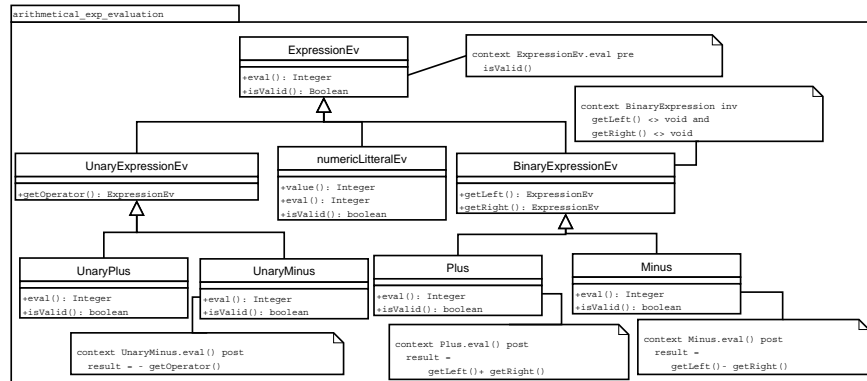 arithmetical_exp_evaluation
ExpressionEv
+eval(): Integer
+isValid(): Boolean
context ExpressionEv.eval pre
isValid()
context BinaryExpression inv
getLeft() <> void and
getRight() <> void
UnaryExpressionEv
+getOperator(): ExpressionEv
numericLitteralEv
+value(): Integer
+eval(): Integer
+isValid(): boolean
BinaryExpressionEv
+getLeft(): ExpressionEv
+getRight(): ExpressionEv
UnaryPlus
+eval(): Integer
+isValid(): boolean
UnaryMinus
+eval(): Integer
+isValid(): boolean
Plus
+eval(): Integer
+isValid(): boolean
Minus
+eval(): Integer
+isValid(): boolean
context UnaryMinus.eval() post
result = - getOperator()
context Plus.eval() post
result =
getLeft()+ getRight()
context Minus.eval() post
result =
getLeft()- getRight()